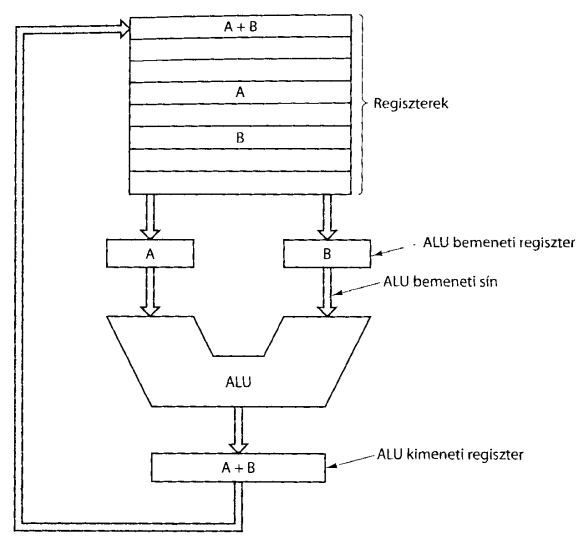 A + B
A
B
Regiszterek
A
B
ALU bemeneti regiszter
ALU bemeneti sín
ALU
A + B
ALU kimeneti regiszter